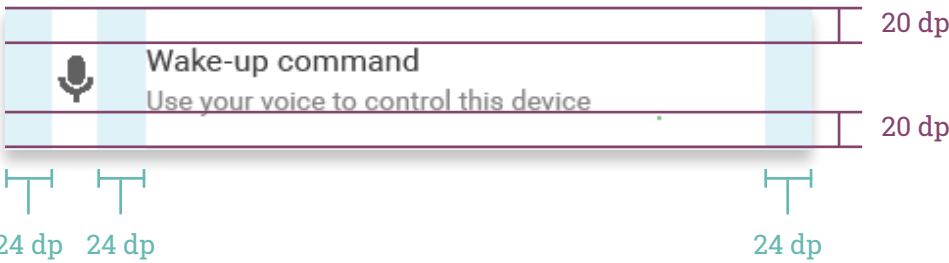 20 dp
Wake-up command
Use your voice to control this device
20 dp
24 dp 24 dp 24 dp